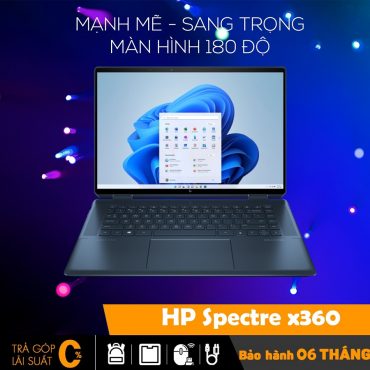 MẠNH MẼ - SANG TRỌNG
MÀN HÌNH 180 ĐỘ
HP Spectre x360
TRẢ GÓP
LÃI SUẤT
0%
Bảo hành 06 THÁNG